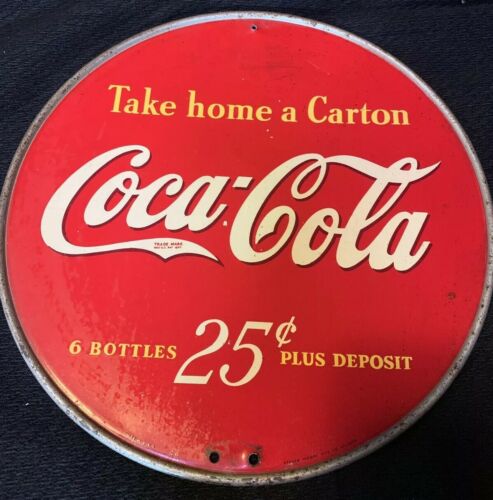 Take home a Carton
Coca-Cola
TRADE MARK
6 BOTTLES 25¢ PLUS DEPOSIT